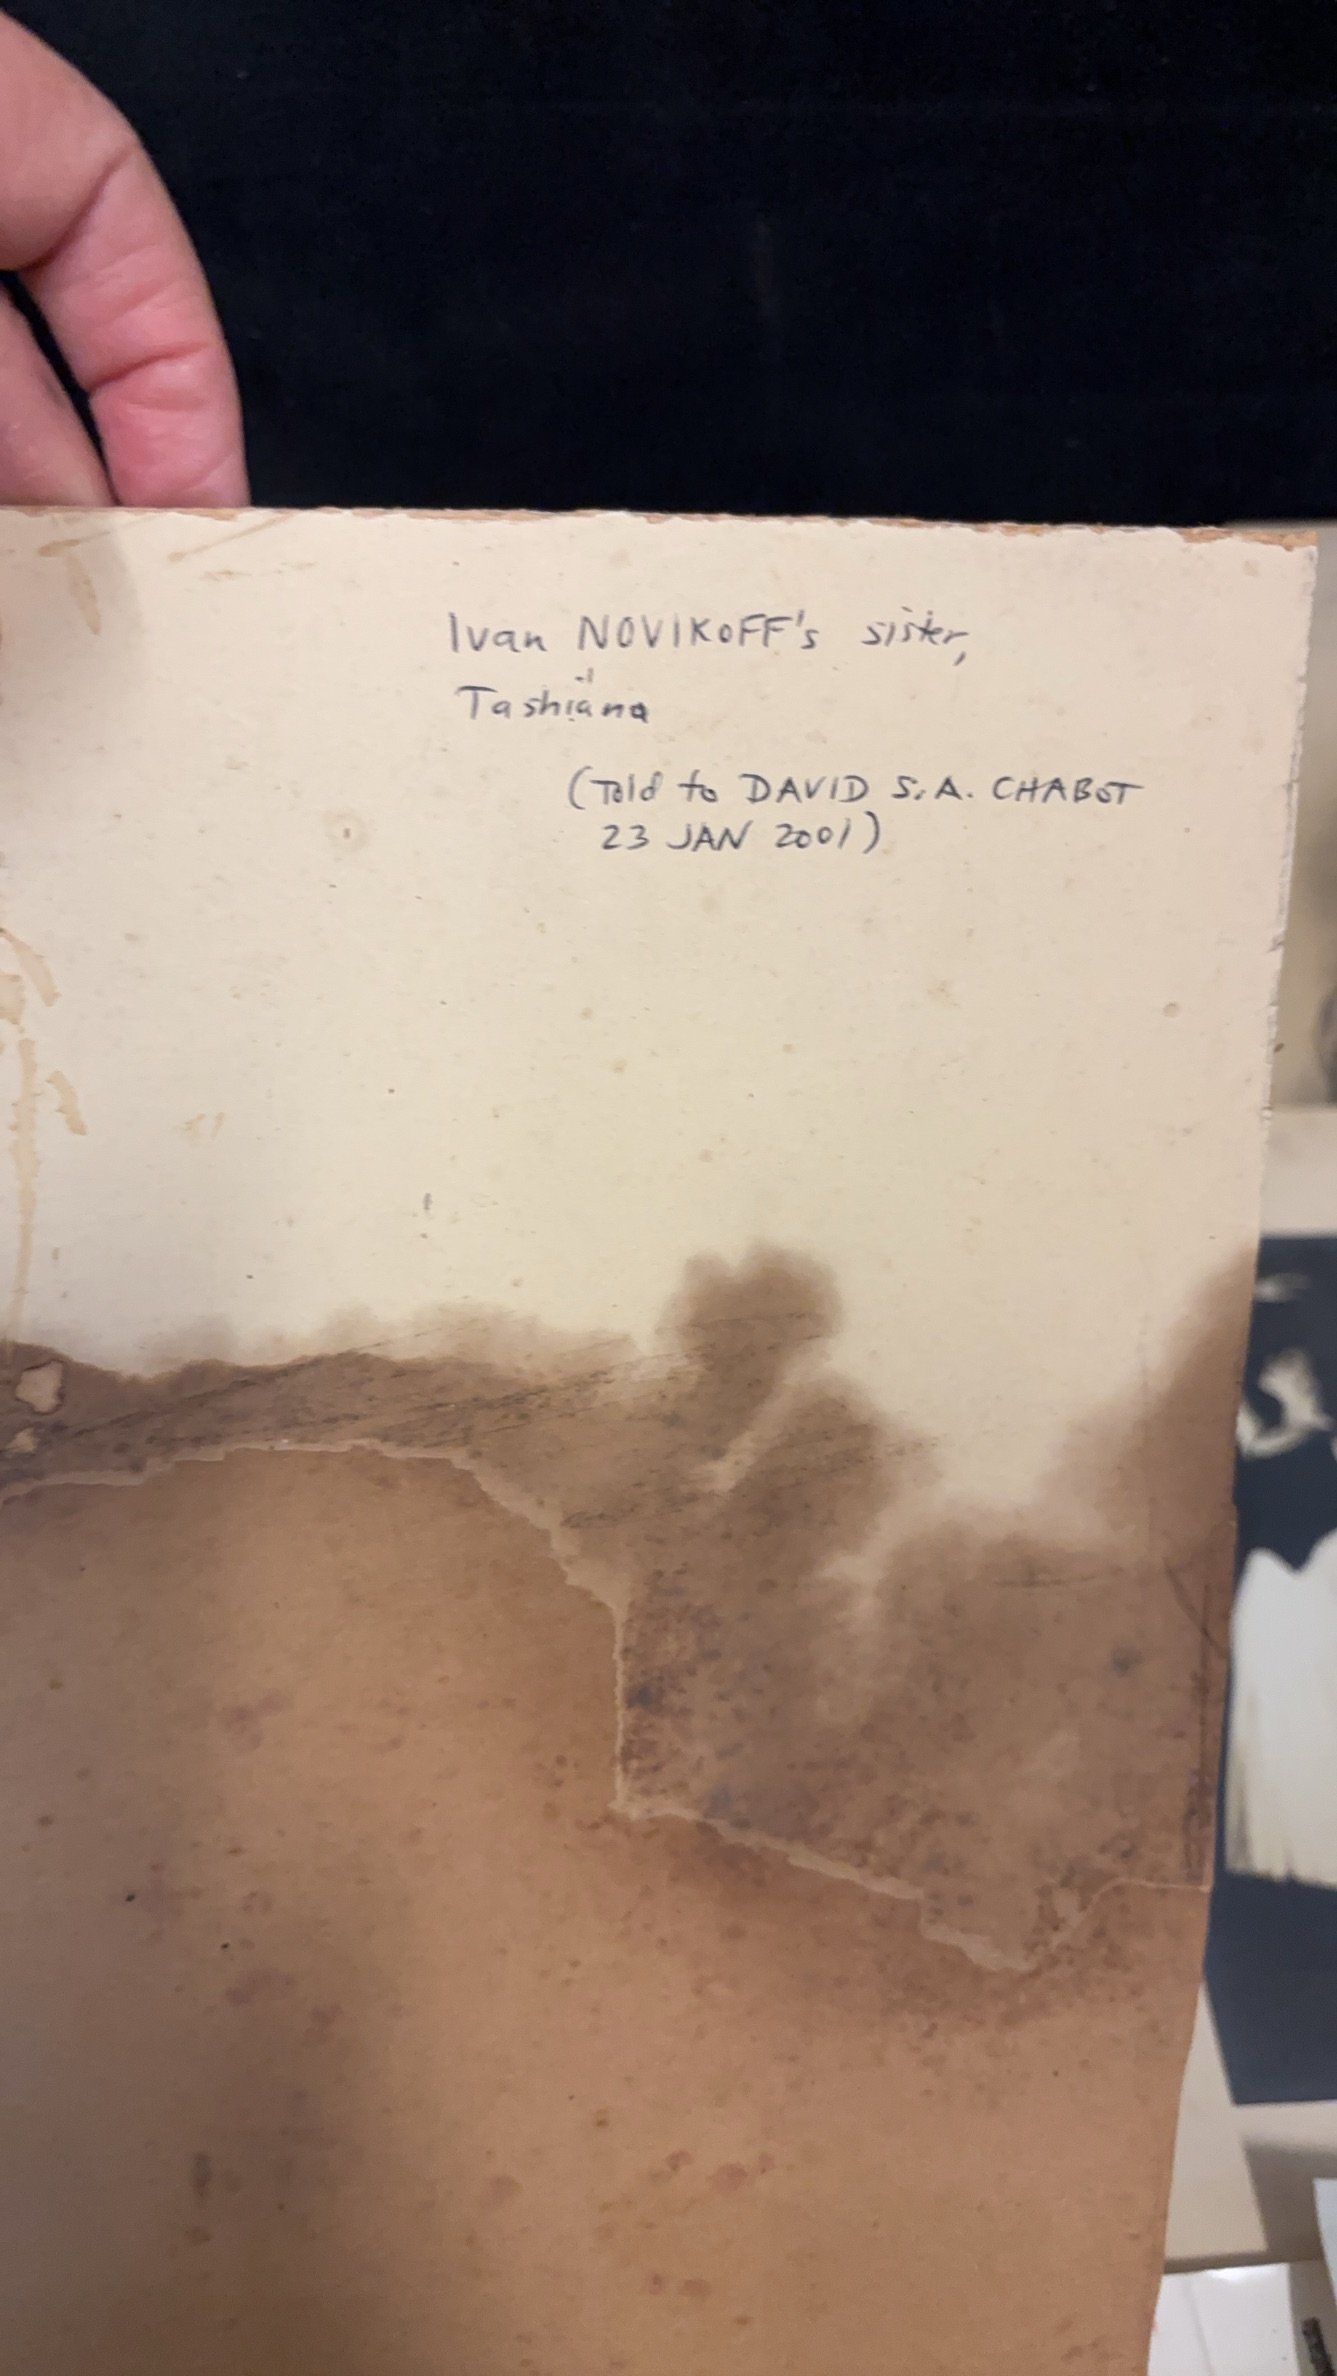 Ivan NOVIKOFF's sister,
Tashiana
(Told to DAVID S.A. CHABOT
23 JAN 2001)